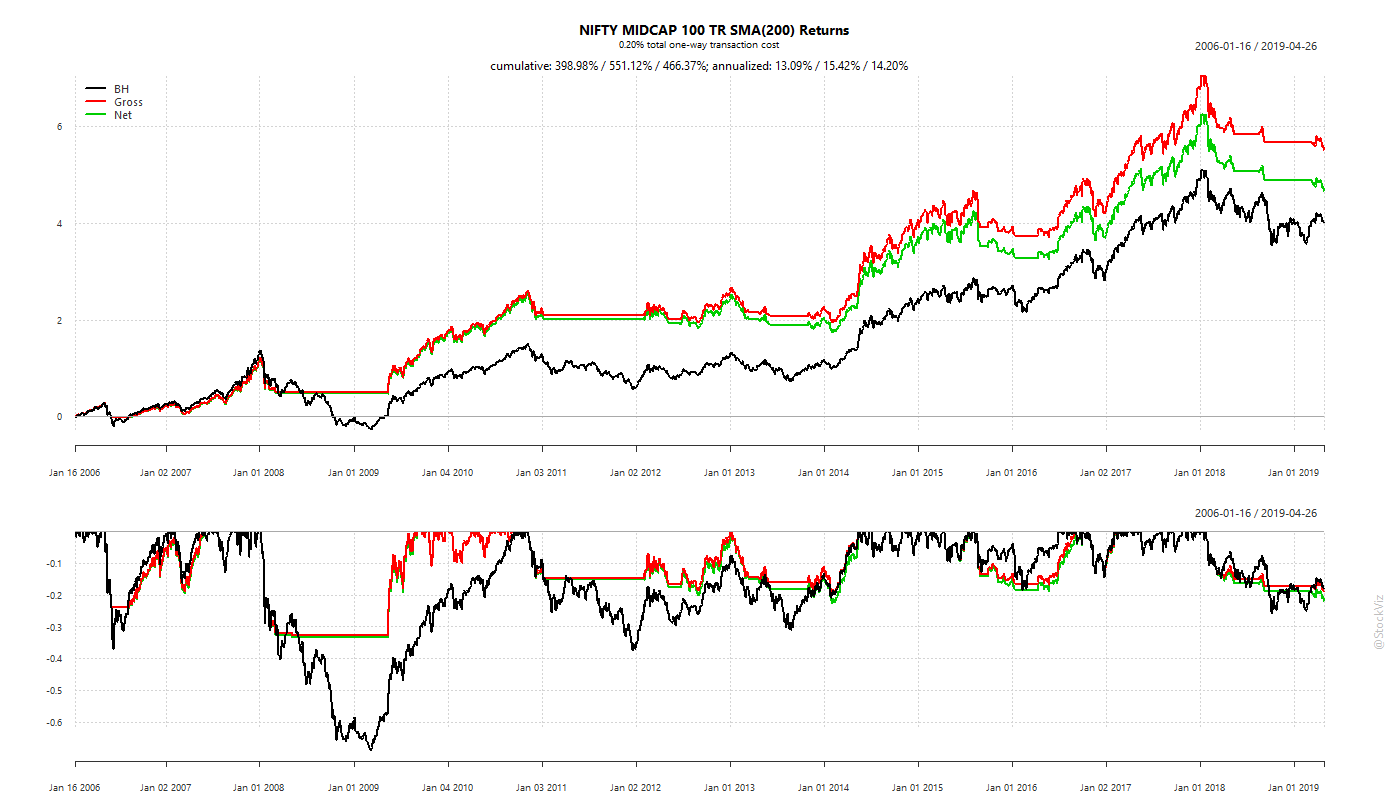 NIFTY MIDCAP 100 TR SMA(200) Returns
0.20% total one-way transaction cost
2006-01-16 / 2019-04-26
cumulative: 398.98% / 551.12% / 466.37%; annualized: 13.09% / 15.42% / 14.20%
BH
Gross
Net
6
4
2
0
Jan 16 2006 Jan 02 2007 Jan 01 2008 Jan 01 2009 Jan 04 2010 Jan 03 2011 Jan 02 2012 Jan 01 2013 Jan 01 2014 Jan 01 2015 Jan 01 2016 Jan 02 2017 Jan 01 2018 Jan 01 2019
2006-01-16 / 2019-04-26
-0.1
-0.2
-0.3
-0.4
-0.5
-0.6
Jan 16 2006 Jan 02 2007 Jan 01 2008 Jan 01 2009 Jan 04 2010 Jan 03 2011 Jan 02 2012 Jan 01 2013 Jan 01 2014 Jan 01 2015 Jan 01 2016 Jan 02 2017 Jan 01 2018 Jan 01 2019
@StockViz